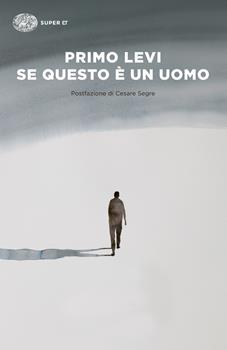 SUPER ET
PRIMO LEVI
SE QUESTO È UN UOMO
Postfazione di Cesare Segre